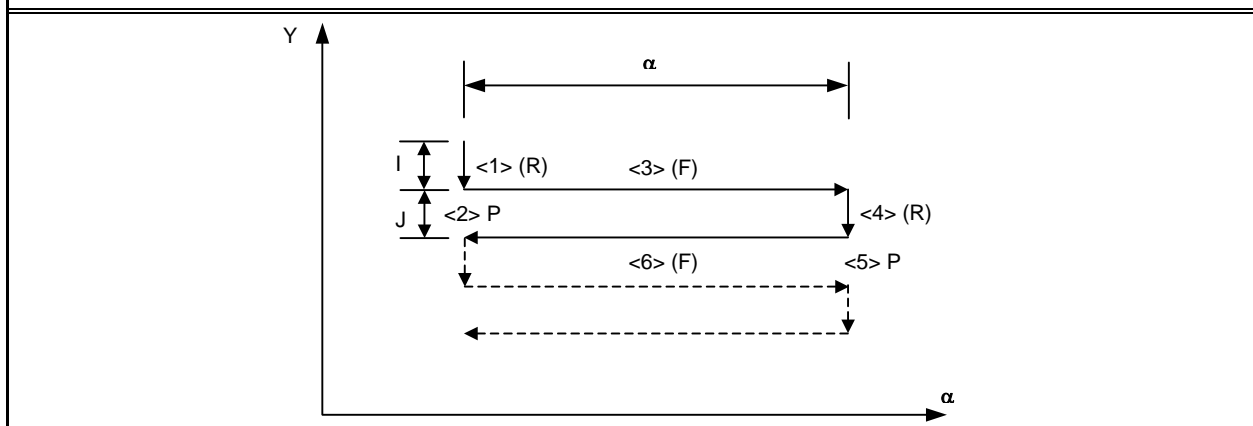 Y
α
I
<1> (R)
<3> (F)
J
<2> P
<4> (R)
<6> (F)
<5> P
α